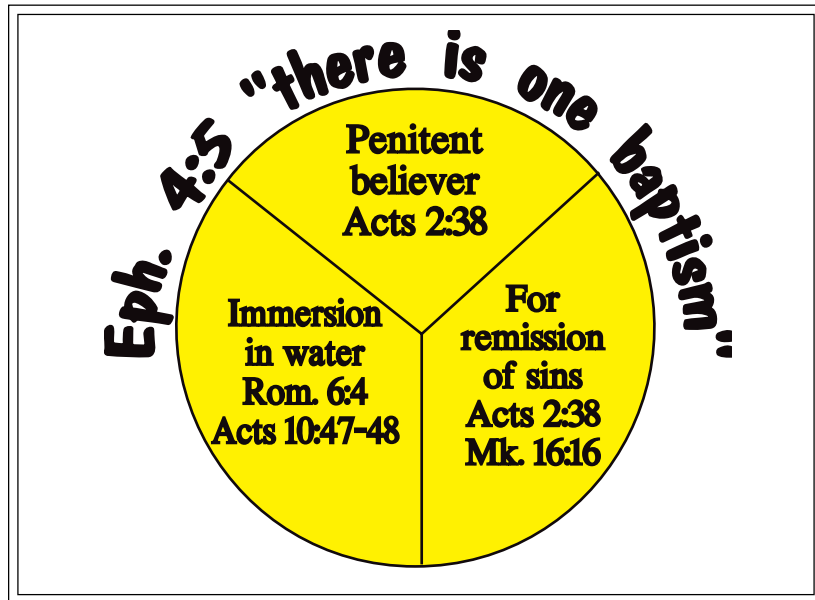 Eph. 4:5 "there is one baptism"
Penitent
believer
Acts 2:38
Immersion
in water
Rom. 6:4
Acts 10:47-48
For
remission
of sins
Acts 2:38
Mk. 16:16